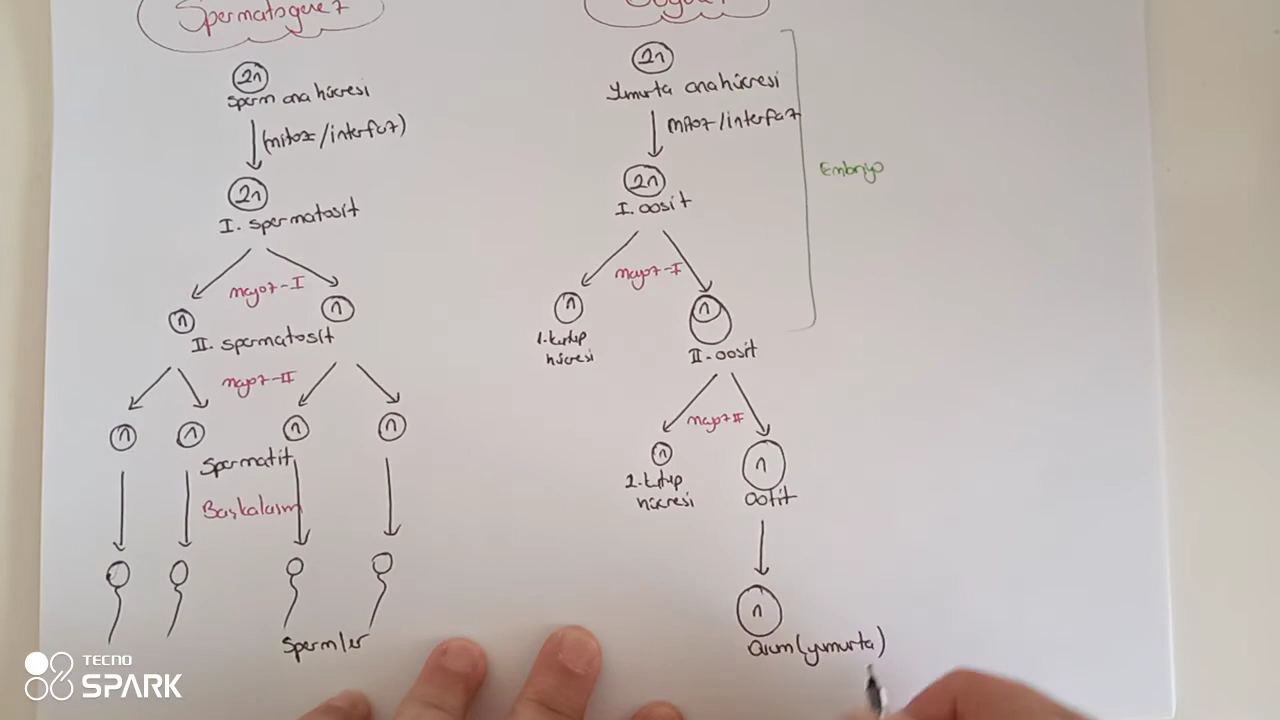 Spermatogenez
2n
Sperm ana hücresi
(mitoz/interfaz)
2n
I. spermatosit
mayoz-I
n
n
II. spermatosit
mayoz-II
n
n
n
n
Spermatit
Başkalaşım
Spermler
2n
Yumurta ana hücresi
mitoz/interfaz
2n
I. oosit
mayoz-I
n
n
1. kutup
hücresi
II-oosit
mayoz II
n
n
2. kutup
hücresi
Ootit
n
Ovum (yumurta)
Embriyo
TECNO
SPARK